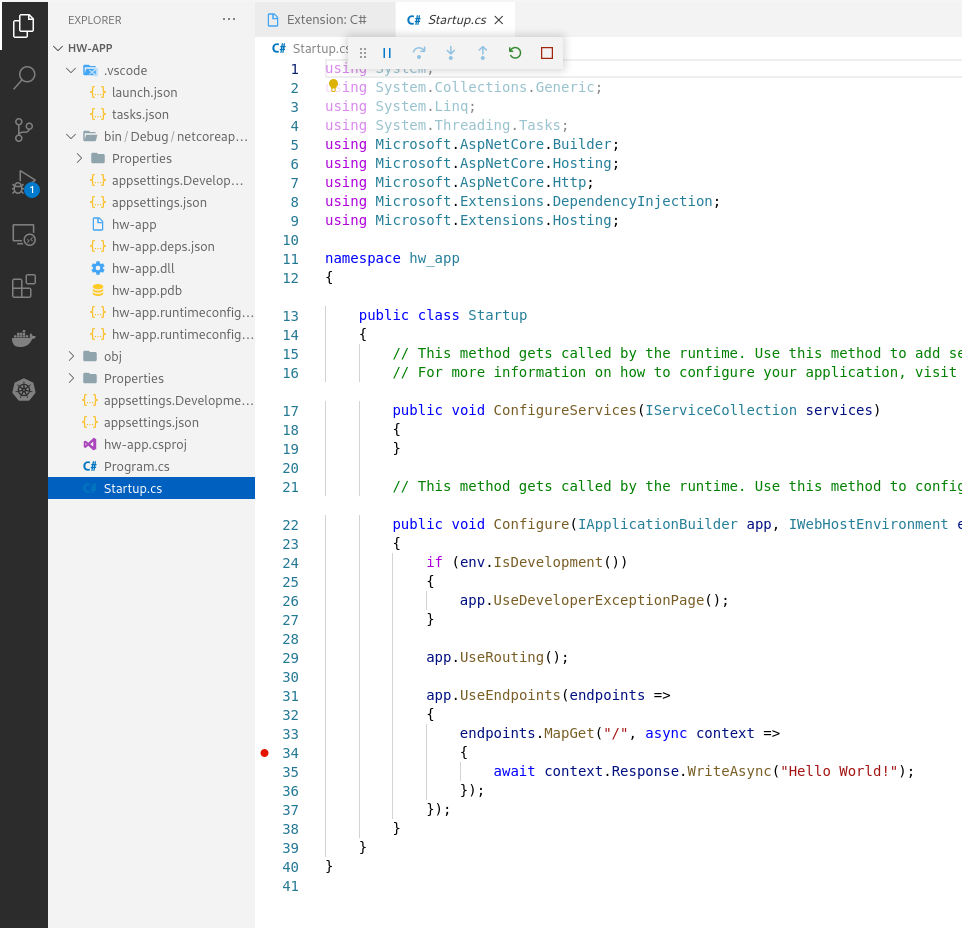 EXPLORER
HW-APP
.vscode
launch.json
tasks.json
bin / Debug / netcoreap…
Properties
appsettings.Develop…
appsettings.json
hw-app
hw-app.deps.json
hw-app.dll
hw-app.pdb
hw-app.runtimeconfig…
hw-app.runtimeconfig…
obj
Properties
appsettings.Developme…
appsettings.json
hw-app.csproj
C# Program.cs
C# Startup.cs
1
Extension: C#
C# Startup.cs
C# Startup.cs
1 using System;
2 using System.Collections.Generic;
3 using System.Linq;
4 using System.Threading.Tasks;
5 using Microsoft.AspNetCore.Builder;
6 using Microsoft.AspNetCore.Hosting;
7 using Microsoft.AspNetCore.Http;
8 using Microsoft.Extensions.DependencyInjection;
9 using Microsoft.Extensions.Hosting;
10
11 namespace hw_app
12 {
13 public class Startup
14 {
15 // This method gets called by the runtime. Use this method to add se
16 // For more information on how to configure your application, visit
17 public void ConfigureServices(IServiceCollection services)
18 {
19 }
20
21 // This method gets called by the runtime. Use this method to config
22 public void Configure(IApplicationBuilder app, IWebHostEnvironment e
23 {
24 if (env.IsDevelopment())
25 {
26 app.UseDeveloperExceptionPage();
27 }
28
29 app.UseRouting();
30
31 app.UseEndpoints(endpoints =>
32 {
33 endpoints.MapGet("/", async context =>
34 {
35 await context.Response.WriteAsync("Hello World!");
36 });
37 });
38 }
39 }
40 }
41